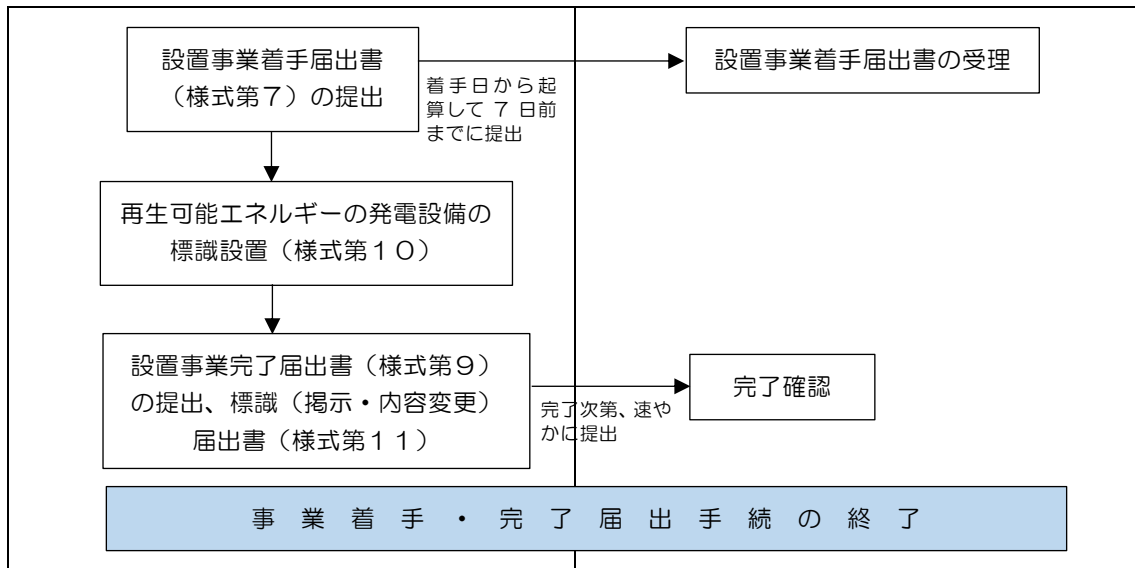 設置事業着手届出書
（様式第７）の提出
着手日から起
算して 7 日前
までに提出
設置事業着手届出書の受理
再生可能エネルギーの発電設備の
標識設置（様式第１０）
設置事業完了届出書（様式第９）
の提出、標識（掲示・内容変更）
届出書（様式第１１）
完了次第、速や
かに提出
完了確認
事業着手・完了届出手続の終了